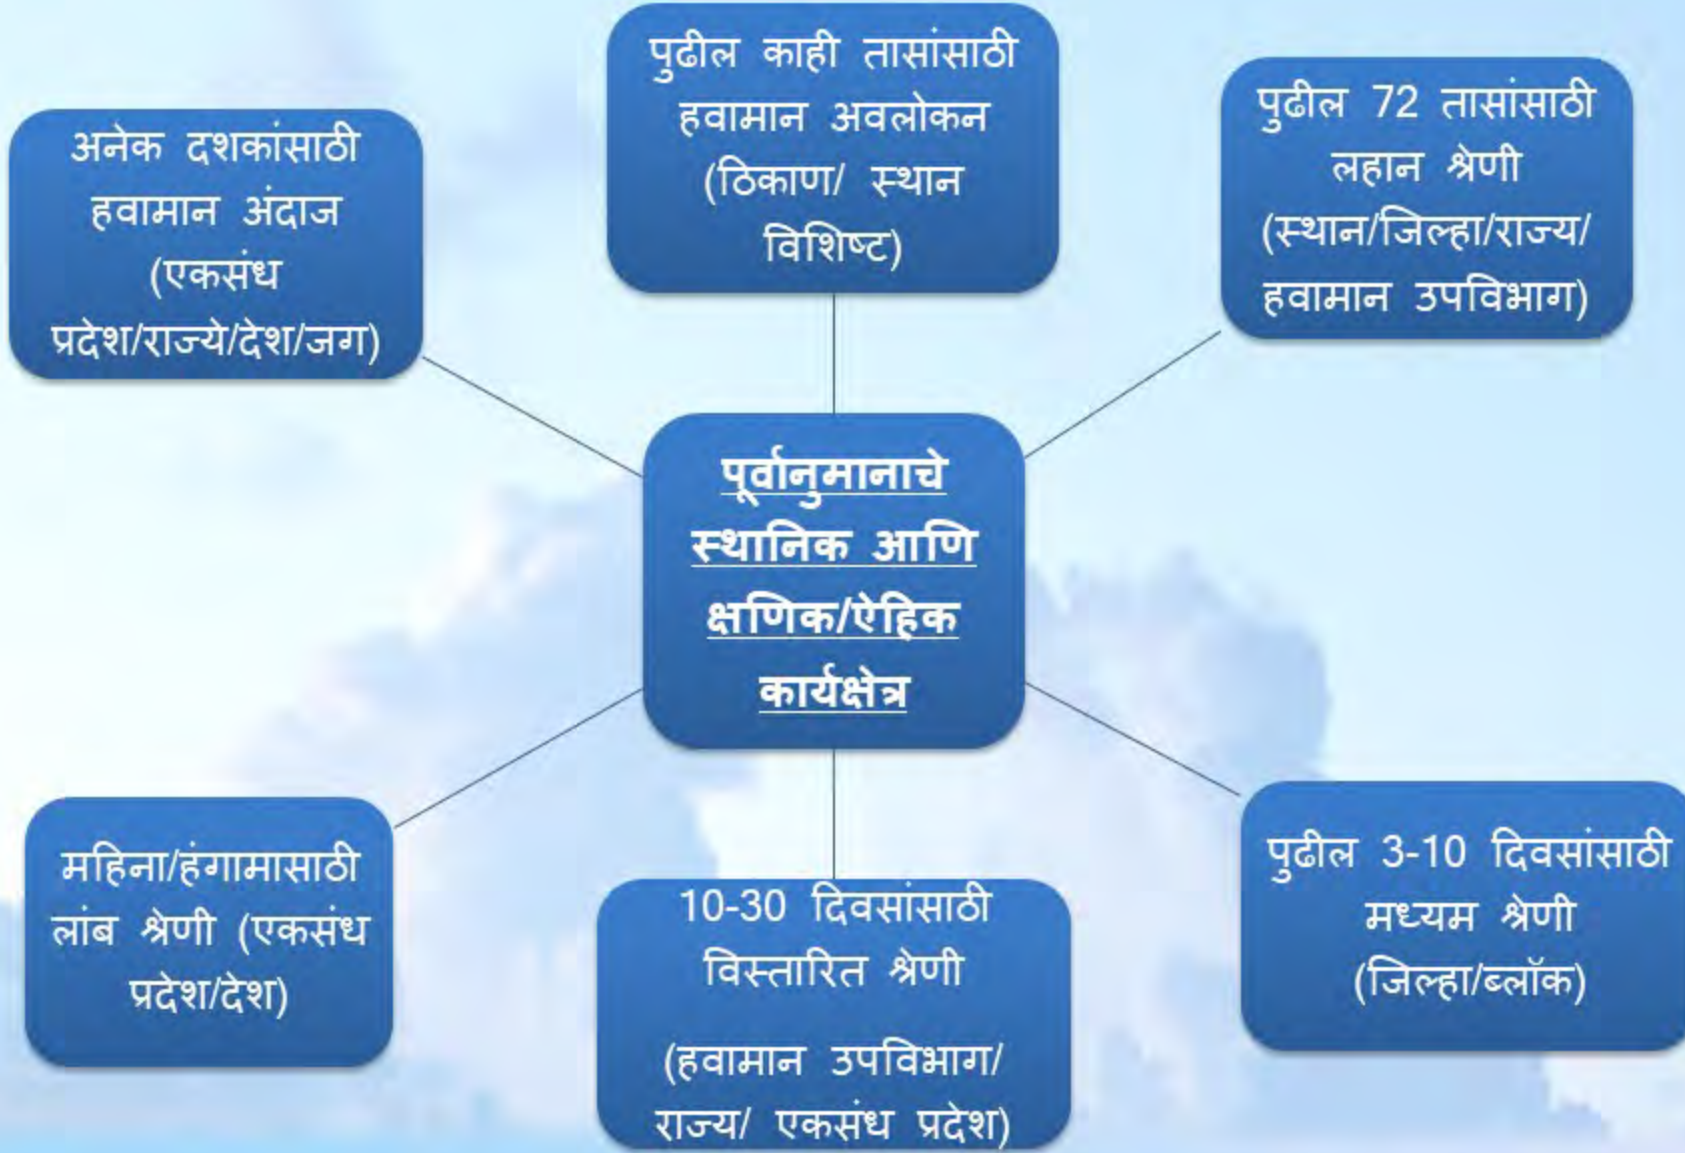 पुढील काही तासांसाठी
हवामान अवलोकन
(ठिकाण/ स्थान
विशिष्ट)
पुढील 72 तासांसाठी
लहान श्रेणी
(स्थान/जिल्हा/राज्य/
हवामान उपविभाग)
अनेक दशकांसाठी
हवामान अंदाज
(एकसंध
प्रदेश/राज्ये/देश/जग)
पूर्वानुमानाचे
स्थानिक आणि
क्षणिक/ऐहिक
कार्यक्षेत्र
महिना/हंगामासाठी
लांब श्रेणी (एकसंध
प्रदेश/देश)
10-30 दिवसांसाठी
विस्तारित श्रेणी
(हवामान उपविभाग/
राज्य/ एकसंध प्रदेश)
पुढील 3-10 दिवसांसाठी
मध्यम श्रेणी
(जिल्हा/ब्लॉक)